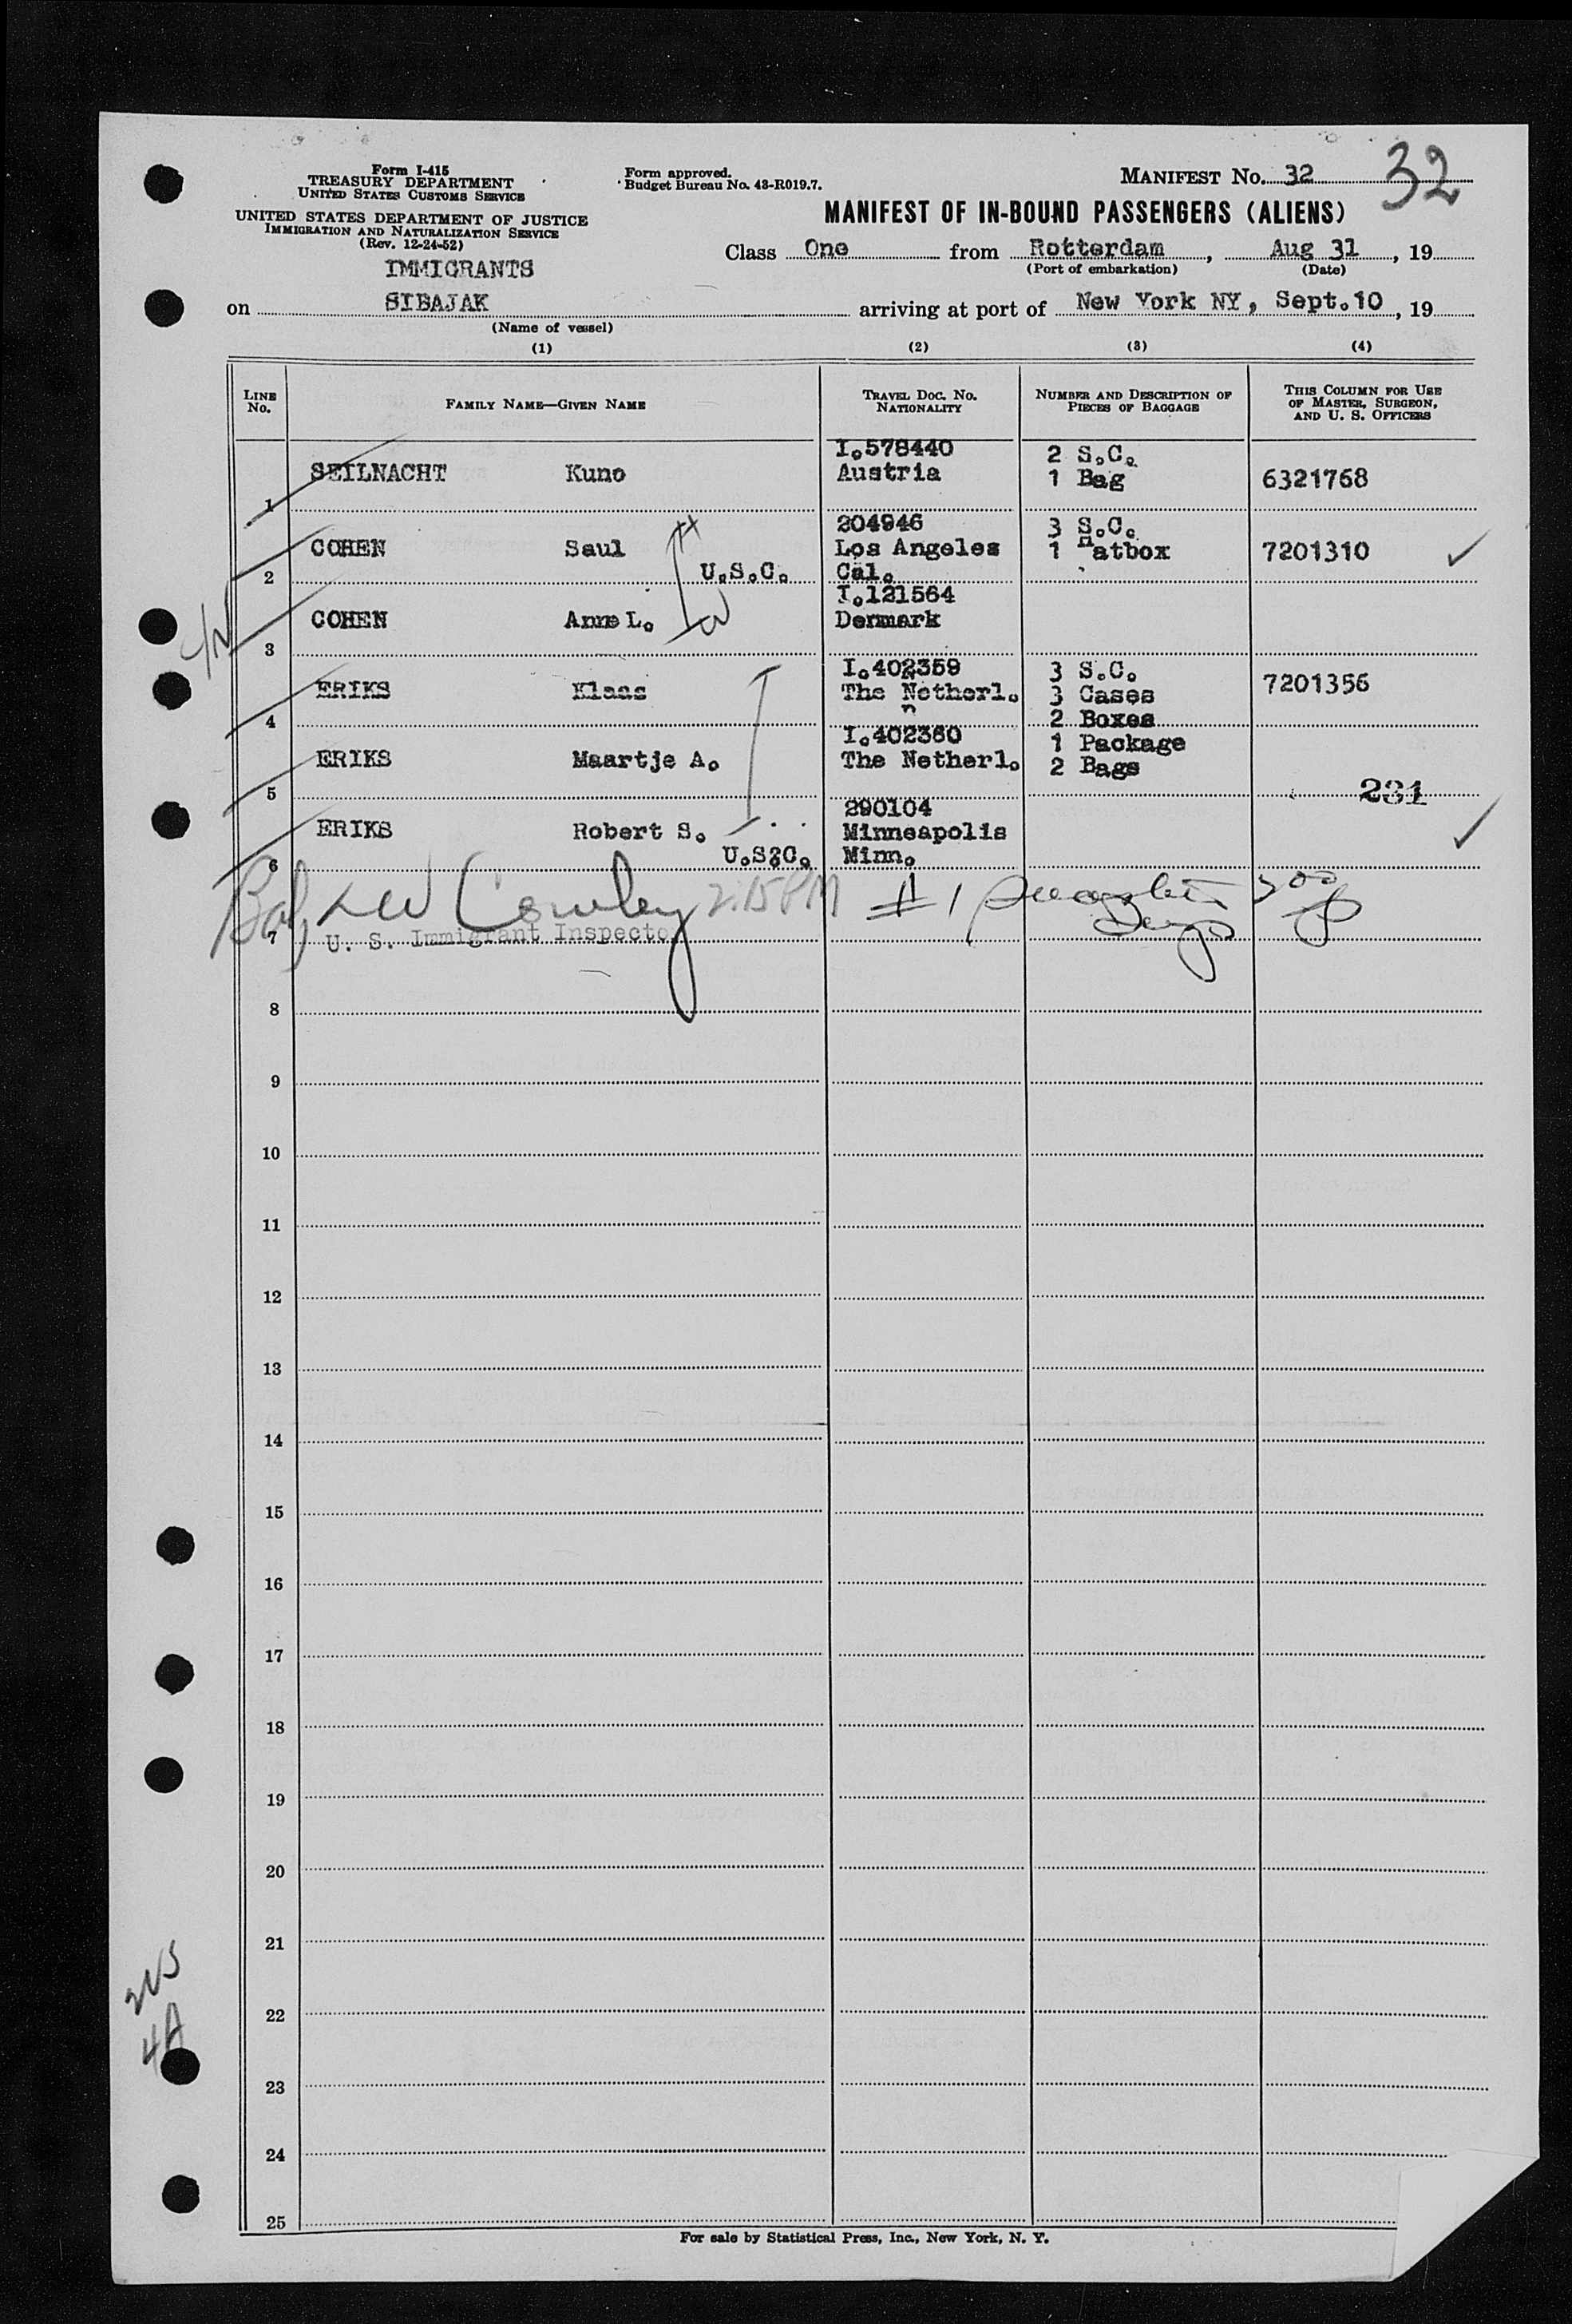 Form I-415
TREASURY DEPARTMENT
UNITED STATES CUSTOMS SERVICE
UNITED STATES DEPARTMENT OF JUSTICE
IMMIGRATION AND NATURALIZATION SERVICE
(Rev. 12-24-52)
IMMIGRANTS
Form approved.
Budget Bureau No. 43-R019.7.
MANIFEST NO. 32 32
MANIFEST OF IN-BOUND PASSENGERS (ALIENS)
Class One from Rotterdam, Aug 31, 19
(Port of embarkation) (Date)
on SIBAJAK arriving at port of New York NY, Sept.10, 19
(Name of vessel)
(1) (2) (3) (4)
LINE No. FAMILY NAME—GIVEN NAME TRAVEL DOC. NO. NATIONALITY NUMBER AND DESCRIPTION OF PIECES OF BAGGAGE THIS COLUMN FOR USE OF MASTER, SURGEON, AND U. S. OFFICERS
I.578440 2 S.C.
1 SEILNACHT Kuno Austria 1 Bag 6321768
204946 3 S.C.
COHEN Saul Los Angeles 1 Hatbox 7201310
2 U.S.C. Cal.
I.121564
3 COHEN Anne L. Denmark
I.402359 3 S.C.
ERIKS Klaas The Netherl. 3 Cases 7201356
4 2 Boxes
I.402360 1 Package
ERIKS Maartje A. The Netherl. 2 Bags
5 231
290104
ERIKS Robert S. Minneapolis
6 U.S.C. Minn.
2:15 PM #1
7 U. S. Immigrant Inspector
8
9
10
11
12
13
14
15
16
17
18
19
20
21
22
23
4A
24
25
For sale by Statistical Press, Inc., New York, N. Y.